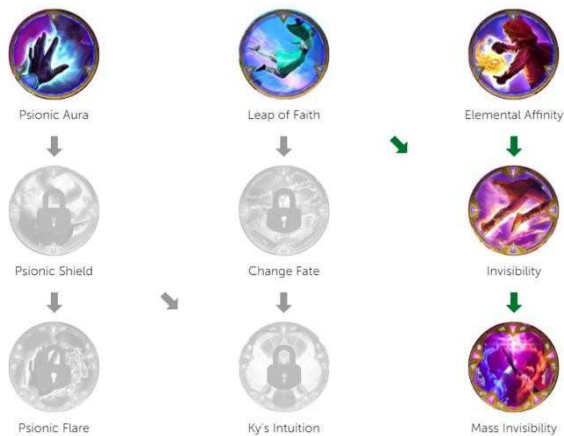 Psionic Aura
Leap of Faith
Elemental Affinity
Psionic Shield
Change Fate
Invisibility
Psionic Flare
Ky's Intuition
Mass Invisibility